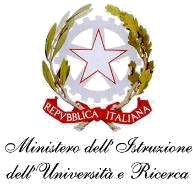 REPVBBLICA ITALIANA
Ministero dell'Istruzione
dell'Università e Ricerca